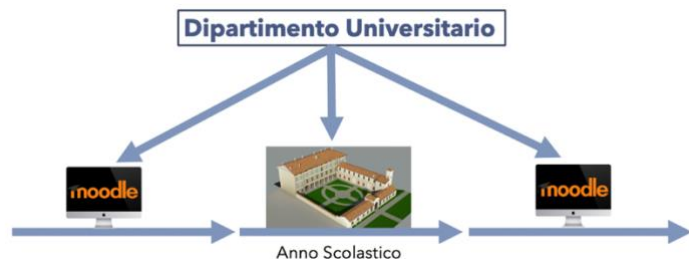 Dipartimento Universitario
moodle
moodle
Anno Scolastico